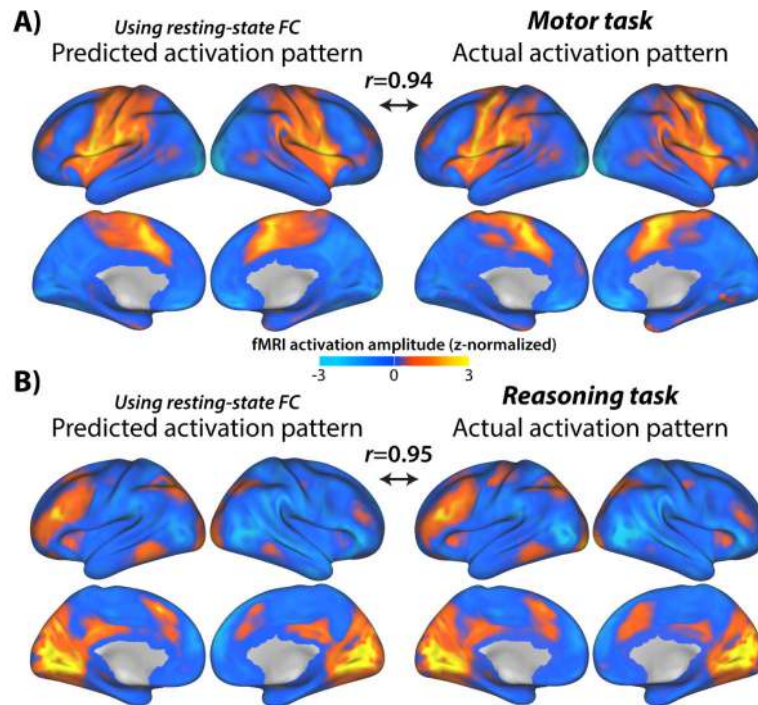 A)
Using resting-state FC
Predicted activation pattern
Motor task
Actual activation pattern
r=0.94
fMRI activation amplitude (z-normalized)
-3 0 3
B)
Using resting-state FC
Predicted activation pattern
Reasoning task
Actual activation pattern
r=0.95